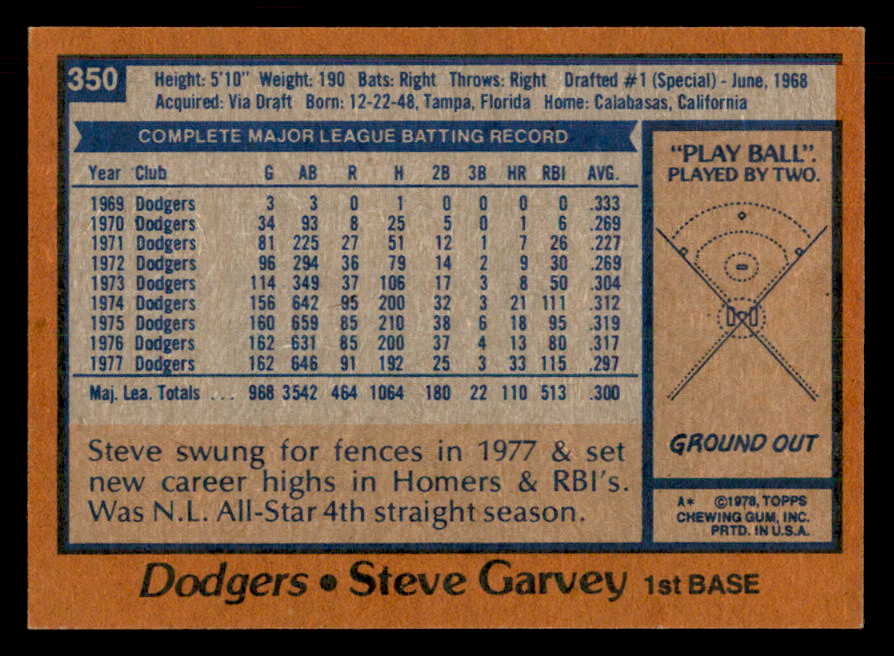 350
Height: 5'10" Weight: 190 Bats: Right Throws: Right Drafted #1 (Special) - June, 1968
Acquired: Via Draft Born: 12-22-48, Tampa, Florida Home: Calabasas, California
COMPLETE MAJOR LEAGUE BATTING RECORD
Year Club G AB R H 2B 3B HR RBI AVG.
1969 Dodgers 3 3 0 1 0 0 0 0 .333
1970 Dodgers 34 93 8 25 5 0 1 6 .269
1971 Dodgers 81 225 27 51 12 1 7 26 .227
1972 Dodgers 96 294 36 79 14 2 9 30 .269
1973 Dodgers 114 349 37 106 17 3 8 50 .304
1974 Dodgers 156 642 95 200 32 3 21 111 .312
1975 Dodgers 160 659 85 210 38 6 18 95 .319
1976 Dodgers 162 631 85 200 37 4 13 80 .317
1977 Dodgers 162 646 91 192 25 3 33 115 .297
Maj. Lea. Totals ... 968 3542 464 1064 180 22 110 513 .300
Steve swung for fences in 1977 & set
new career highs in Homers & RBI's.
Was N.L. All-Star 4th straight season.
"PLAY BALL".
PLAYED BY TWO.
GROUND OUT
A* ©1978, TOPPS
CHEWING GUM, INC.
PRTD. IN U.S.A.
Dodgers • Steve Garvey 1st BASE